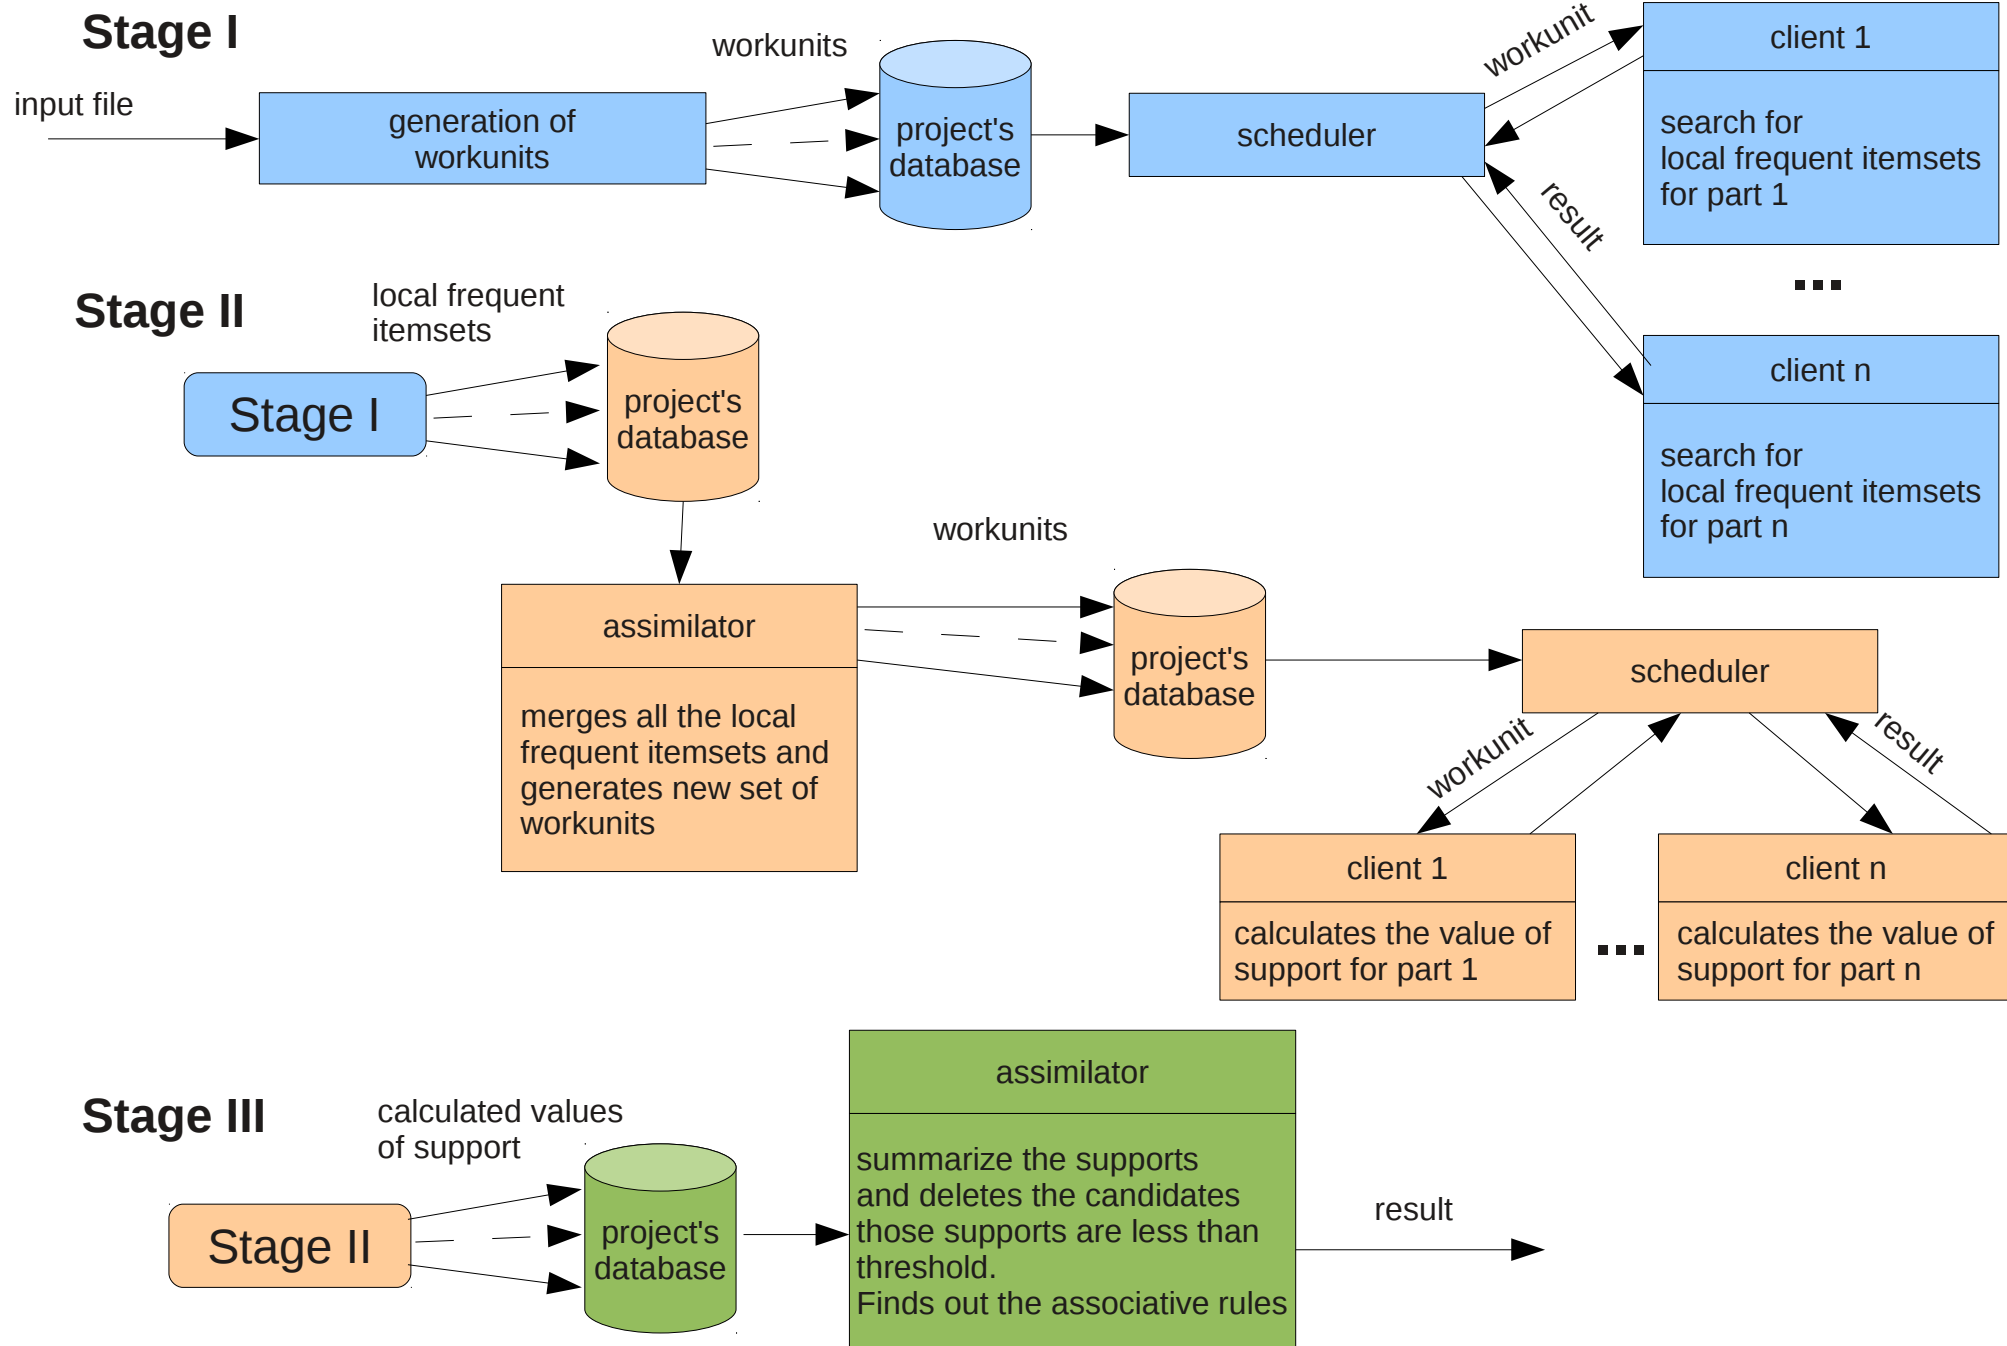 Stage I
input file
generation of
workunits
workunits
project's
database
scheduler
workunit
result
client 1
search for
local frequent itemsets
for part 1
...
client n
search for
local frequent itemsets
for part n
Stage II
local frequent
itemsets
Stage I
project's
database
assimilator
merges all the local
frequent itemsets and
generates new set of
workunits
workunits
project's
database
scheduler
workunit
result
client 1
calculates the value of
support for part 1
...
client n
calculates the value of
support for part n
Stage III
calculated values
of support
Stage II
project's
database
assimilator
summarize the supports
and deletes the candidates
those supports are less than
threshold.
Finds out the associative rules
result